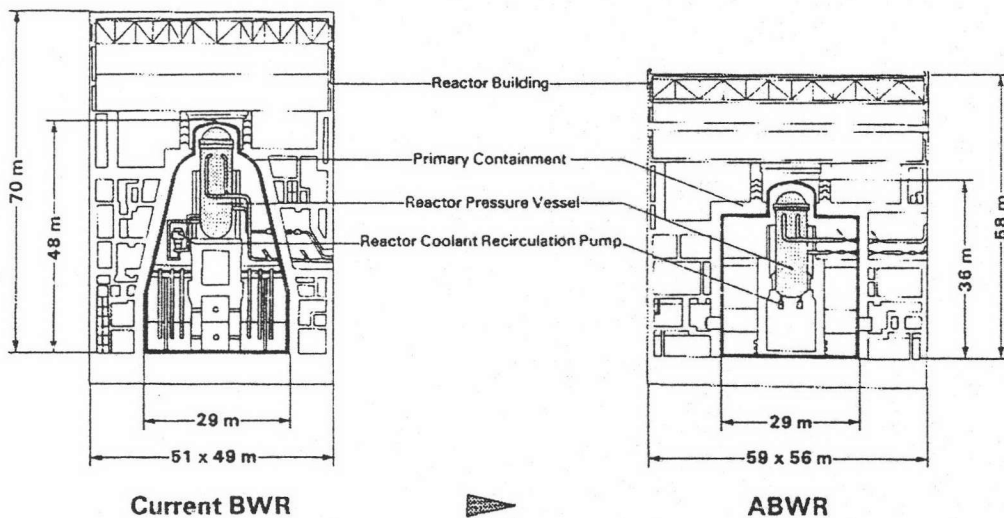 Reactor Building
Primary Containment
Reactor Pressure Vessel
Reactor Coolant Recirculation Pump
70 m
48 m
29 m
51 x 49 m
Current BWR
36 m
58 m
29 m
59 x 56 m
ABWR